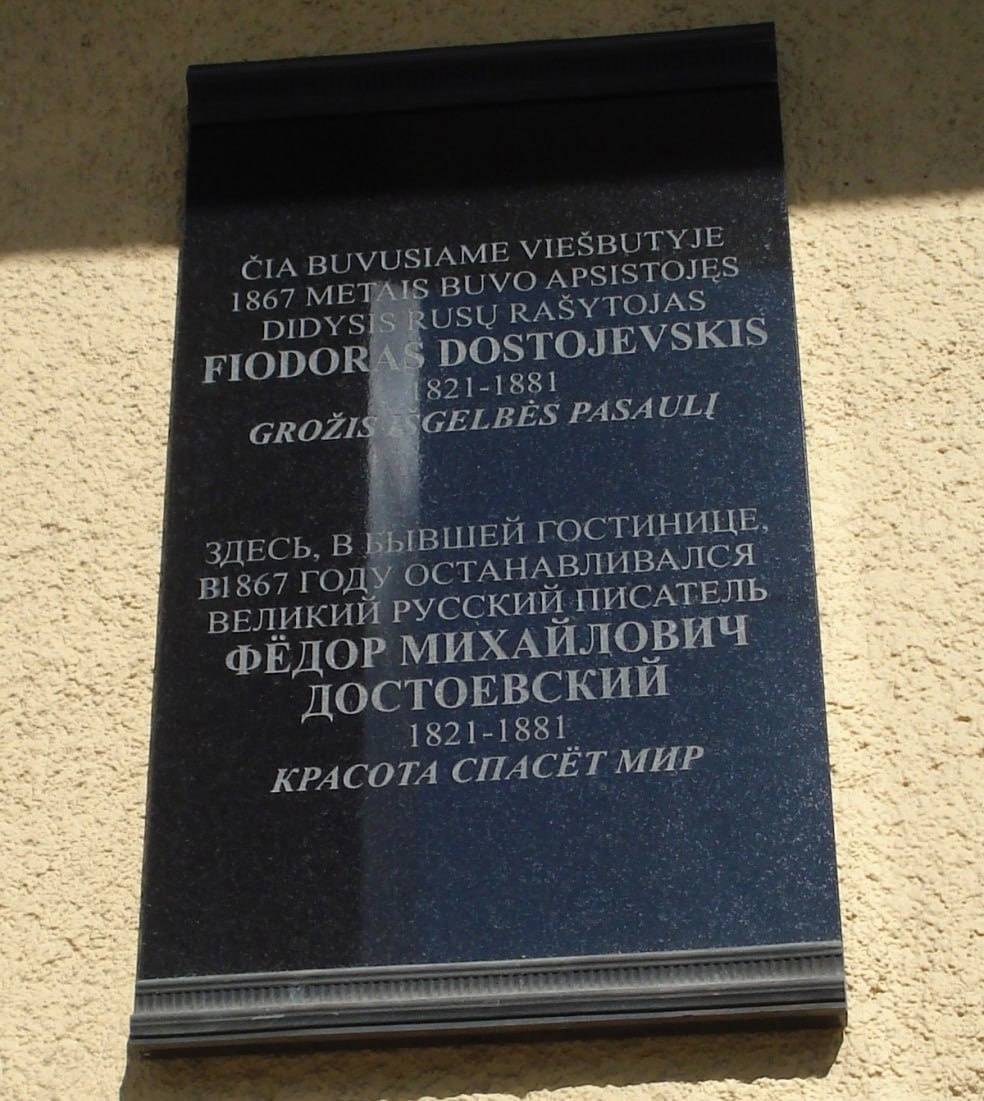 ČIA BUVUSIAME VIEŠBUTYJE
1867 METAIS BUVO APSISTOJĘS
DIDYSIS RUSŲ RAŠYTOJAS
FIODORAS DOSTOJEVSKIS
1821-1881
GROŽIS IŠGELBĖS PASAULĮ
ЗДЕСЬ, В БЫВШЕЙ ГОСТИНИЦЕ,
В1867 ГОДУ ОСТАНАВЛИВАЛСЯ
ВЕЛИКИЙ РУССКИЙ ПИСАТЕЛЬ
ФЁДОР МИХАЙЛОВИЧ
ДОСТОЕВСКИЙ
1821-1881
КРАСОТА СПАСЁТ МИР